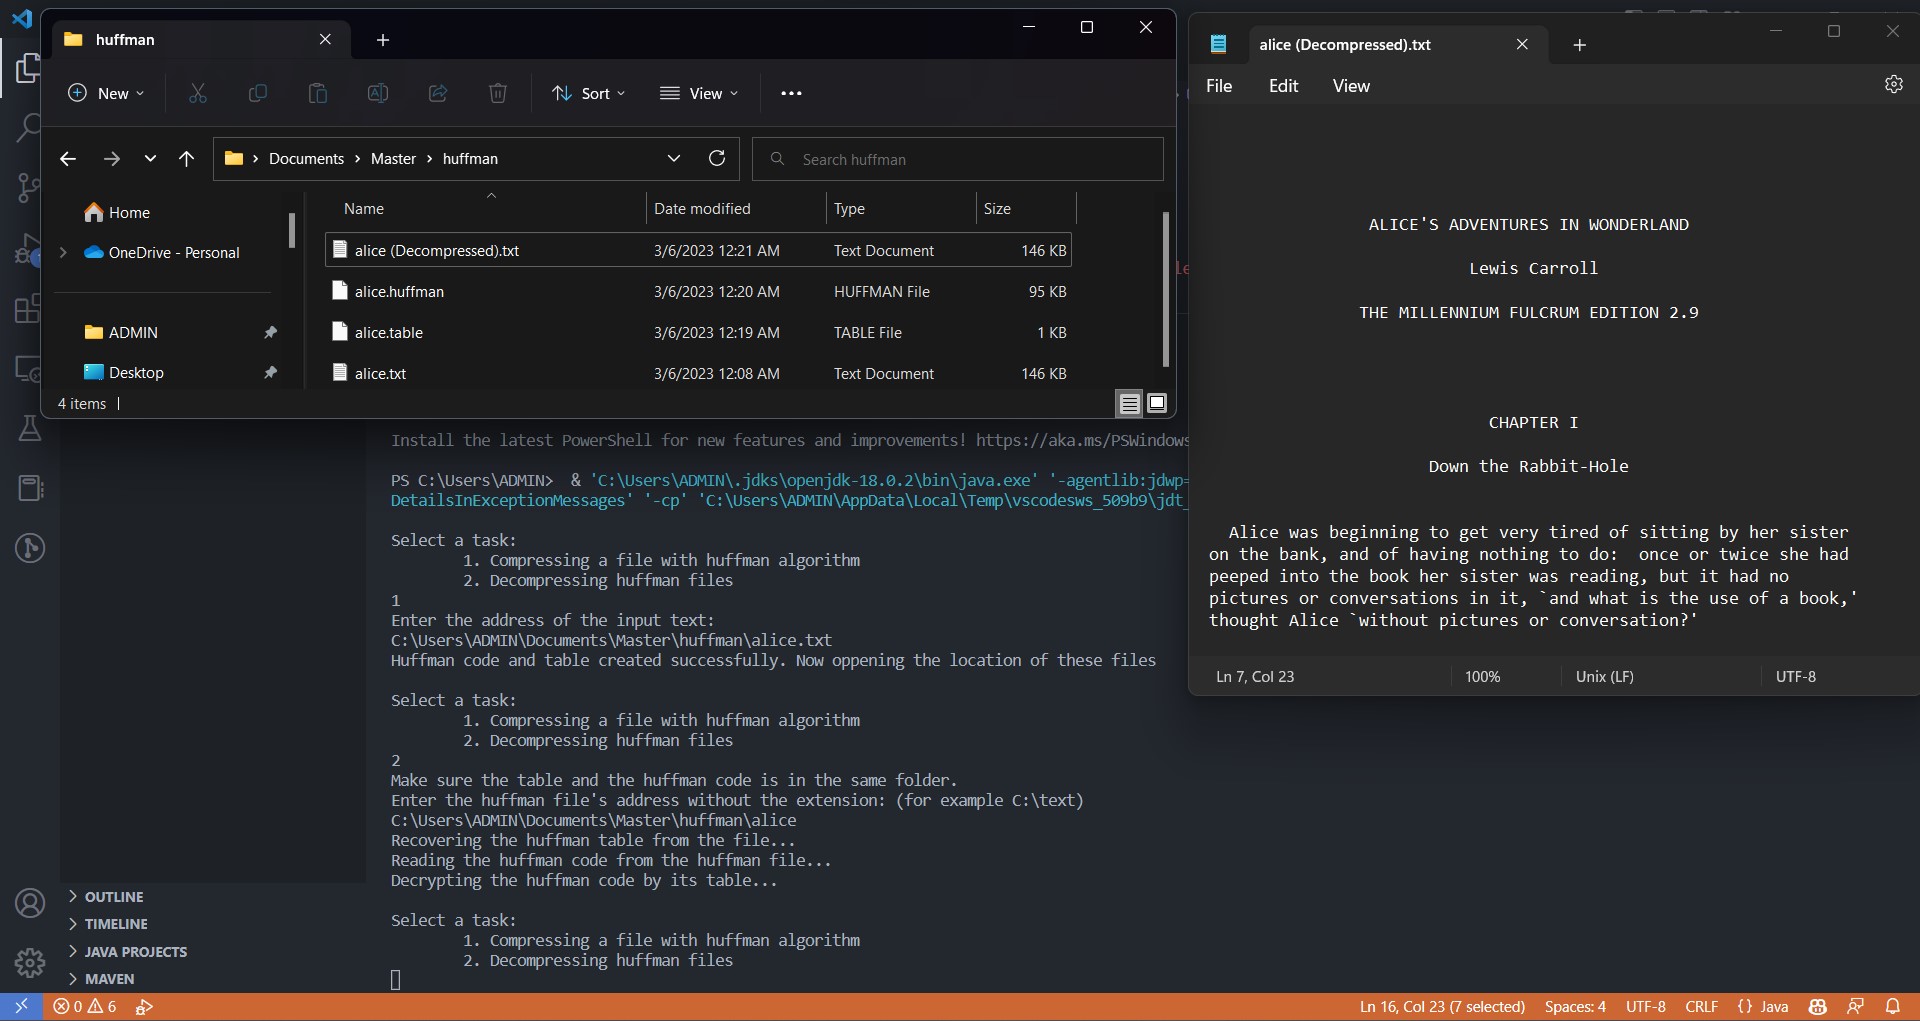 huffman
New
Sort
View
Documents > Master > huffman
Search huffman
Home
OneDrive - Personal
ADMIN
Desktop
Name Date modified Type Size
alice (Decompressed).txt 3/6/2023 12:21 AM Text Document 146 KB
alice.huffman 3/6/2023 12:20 AM HUFFMAN File 95 KB
alice.table 3/6/2023 12:19 AM TABLE File 1 KB
alice.txt 3/6/2023 12:08 AM Text Document 146 KB
4 items
alice (Decompressed).txt
File Edit View
ALICE'S ADVENTURES IN WONDERLAND
Lewis Carroll
THE MILLENNIUM FULCRUM EDITION 2.9
CHAPTER I
Down the Rabbit-Hole
Alice was beginning to get very tired of sitting by her sister
on the bank, and of having nothing to do:  once or twice she had
peeped into the book her sister was reading, but it had no
pictures or conversations in it, `and what is the use of a book,'
thought Alice `without pictures or conversation?'
Ln 7, Col 23 100% Unix (LF) UTF-8
Install the latest PowerShell for new features and improvements! https://aka.ms/PSWindows
PS C:\Users\ADMIN>  & 'C:\Users\ADMIN\.jdks\openjdk-18.0.2\bin\java.exe' '-agentlib:jdwp=
DetailsInExceptionMessages' '-cp' 'C:\Users\ADMIN\AppData\Local\Temp\vscodesws_509b9\jdt_
Select a task:
1. Compressing a file with huffman algorithm
2. Decompressing huffman files
1
Enter the address of the input text:
C:\Users\ADMIN\Documents\Master\huffman\alice.txt
Huffman code and table created successfully. Now oppening the location of these files
Select a task:
1. Compressing a file with huffman algorithm
2. Decompressing huffman files
2
Make sure the table and the huffman code is in the same folder.
Enter the huffman file's address without the extension: (for example C:\text)
C:\Users\ADMIN\Documents\Master\huffman\alice
Recovering the huffman table from the file...
Reading the huffman code from the huffman file...
Decrypting the huffman code by its table...
Select a task:
1. Compressing a file with huffman algorithm
2. Decompressing huffman files
OUTLINE
TIMELINE
JAVA PROJECTS
MAVEN
0 6 Ln 16, Col 23 (7 selected) Spaces: 4 UTF-8 CRLF {} Java